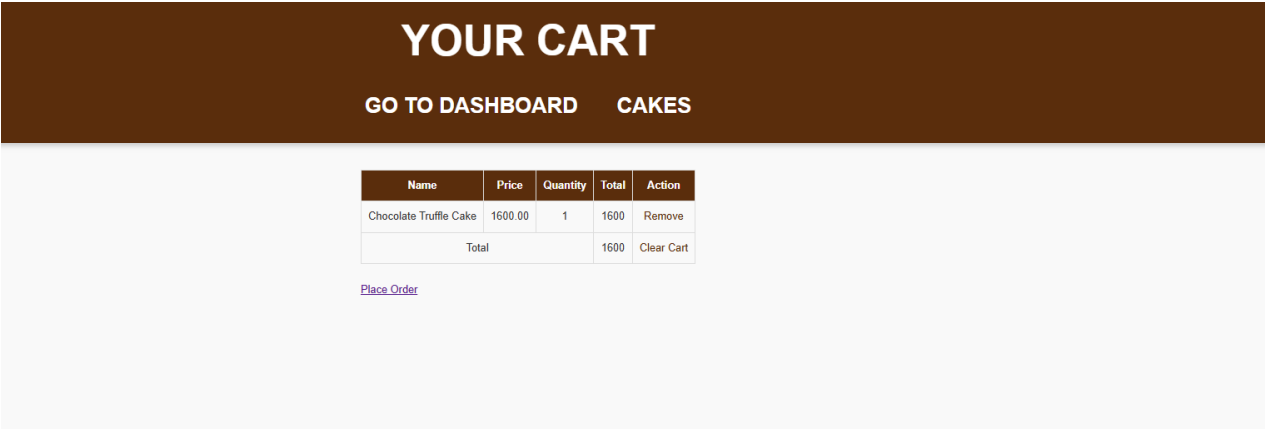 YOUR CART
GO TO DASHBOARD CAKES
Name Price Quantity Total Action
Chocolate Truffle Cake 1600.00 1 1600 Remove
Total 1600 Clear Cart
Place Order